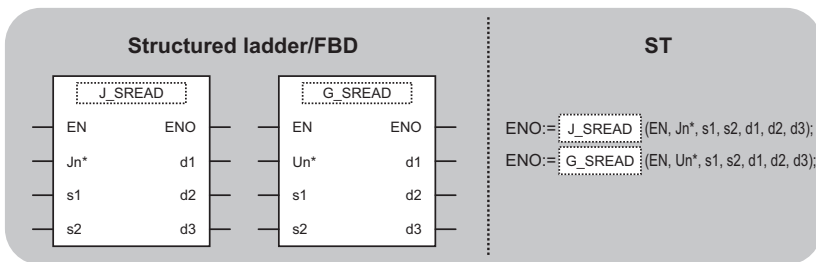 Structured ladder/FBD
ST
J_SREAD
EN ENO
Jn* d1
s1 d2
s2 d3
G_SREAD
EN ENO
Un* d1
s1 d2
s2 d3
ENO:= J_SREAD (EN, Jn*, s1, s2, d1, d2, d3);
ENO:= G_SREAD (EN, Un*, s1, s2, d1, d2, d3);